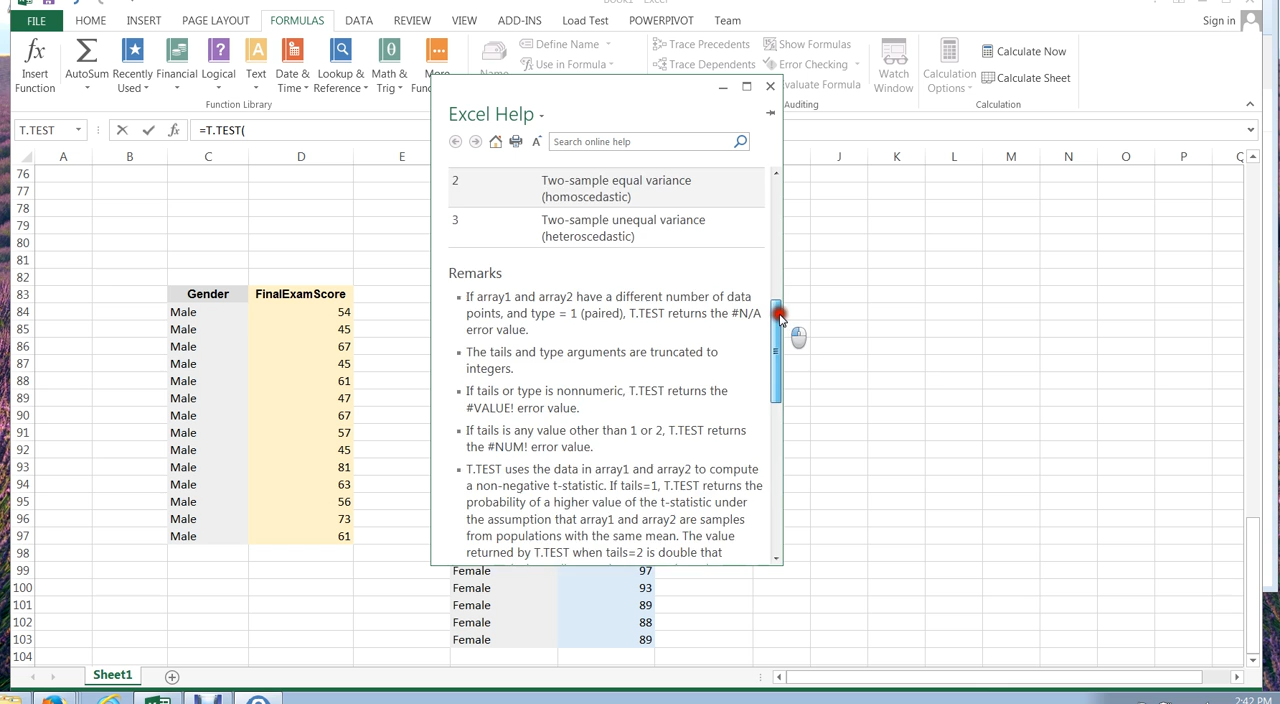 Book1 - Excel
FILE HOME INSERT PAGE LAYOUT FORMULAS DATA REVIEW VIEW ADD-INS Load Test POWERPIVOT Team Sign in
Insert Function
AutoSum
Recently Used
Financial
Logical
Text
Date & Time
Lookup & Reference
Math & Trig
More
Define Name
Use in Formula
Trace Precedents
Trace Dependents
Show Formulas
Error Checking
Evaluate Formula
Watch Window
Calculation Options
Calculate Now
Calculate Sheet
Function Library
Auditing
Calculation
T.TEST
=T.TEST(
A B C D E J K L M N O P Q
76
77
78
79
80
81
82
83 Gender FinalExamScore
84 Male 54
85 Male 45
86 Male 67
87 Male 45
88 Male 61
89 Male 47
90 Male 67
91 Male 57
92 Male 45
93 Male 81
94 Male 63
95 Male 56
96 Male 73
97 Male 61
98
99 Female 97
100 Female 93
101 Female 89
102 Female 88
103 Female 89
104
Excel Help
Search online help
2 Two-sample equal variance
(homoscedastic)
3 Two-sample unequal variance
(heteroscedastic)
Remarks
If array1 and array2 have a different number of data
points, and type = 1 (paired), T.TEST returns the #N/A
error value.
The tails and type arguments are truncated to
integers.
If tails or type is nonnumeric, T.TEST returns the
#VALUE! error value.
If tails is any value other than 1 or 2, T.TEST returns
the #NUM! error value.
T.TEST uses the data in array1 and array2 to compute
a non-negative t-statistic. If tails=1, T.TEST returns the
probability of a higher value of the t-statistic under
the assumption that array1 and array2 are samples
from populations with the same mean. The value
returned by T.TEST when tails=2 is double that
Sheet1
2:42 PM